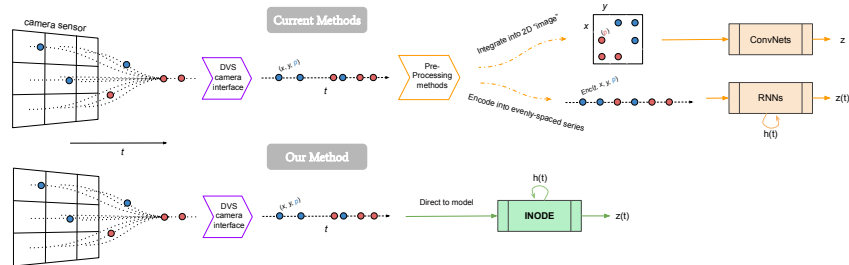 Current Methods
camera sensor
DVS
camera
interface
(x, y, p)
t
Pre-
Processing
methods
Integrate into 2D "image"
Encode into evenly-spaced series
y
x
(p)
Enc(t, x, y, p)
ConvNets
z
RNNs
z(t)
h(t)
t
Our Method
DVS
camera
interface
(x, y, p)
t
Direct to model
h(t)
INODE
z(t)